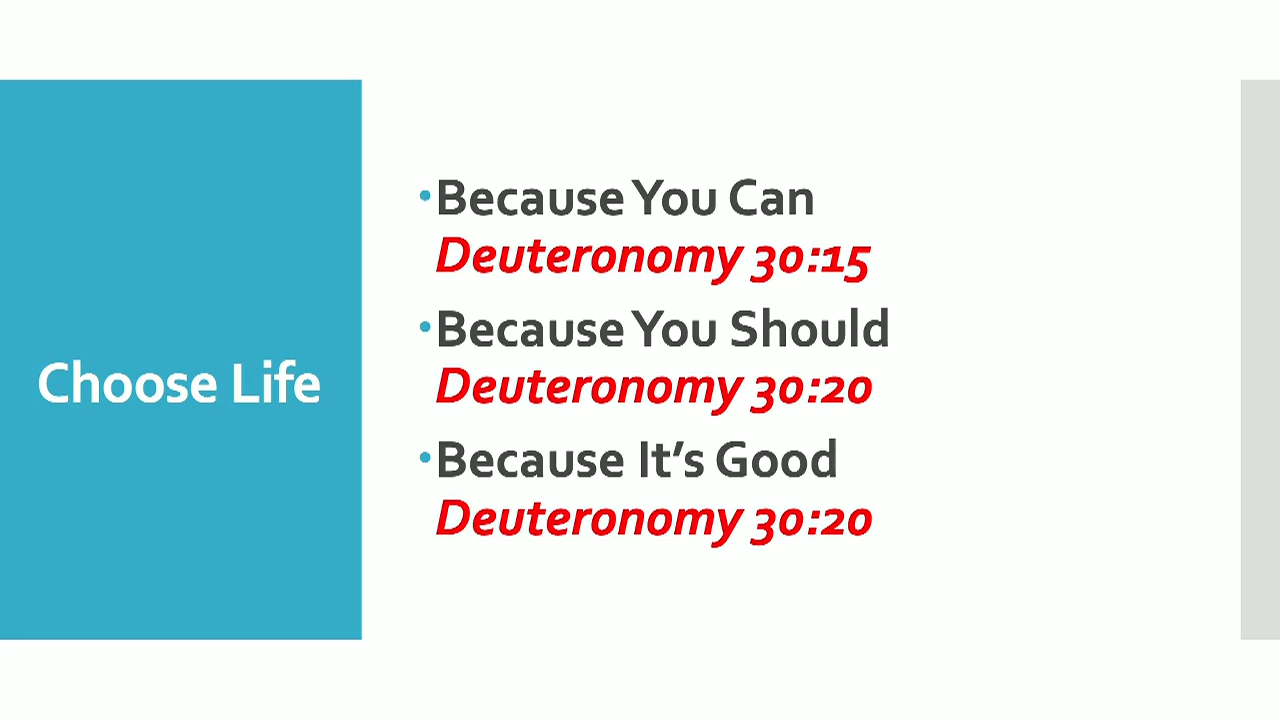 Choose Life
•Because You Can
Deuteronomy 30:15
•Because You Should
Deuteronomy 30:20
•Because It’s Good
Deuteronomy 30:20